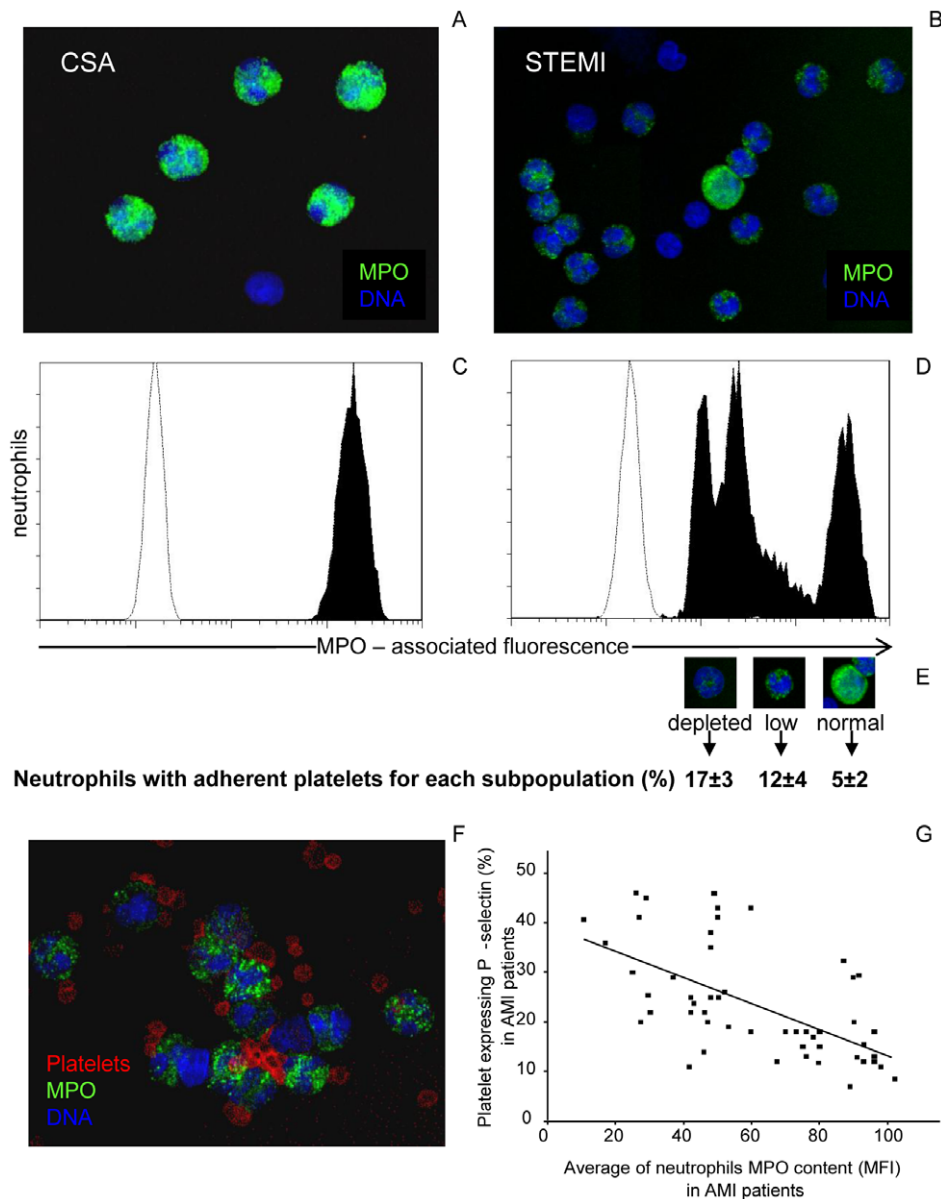 A
CSA
MPO
DNA
B
STEMI
MPO
DNA
C
neutrophils
D
MPO – associated fluorescence
E
depleted low normal
Neutrophils with adherent platelets for each subpopulation (%) 17±3 12±4 5±2
F
Platelets
MPO
DNA
G
Platelet expressing P -selectin (%)
in AMI patients
50
40
30
20
10
0
0 20 40 60 80 100
Average of neutrophils MPO content (MFI)
in AMI patients